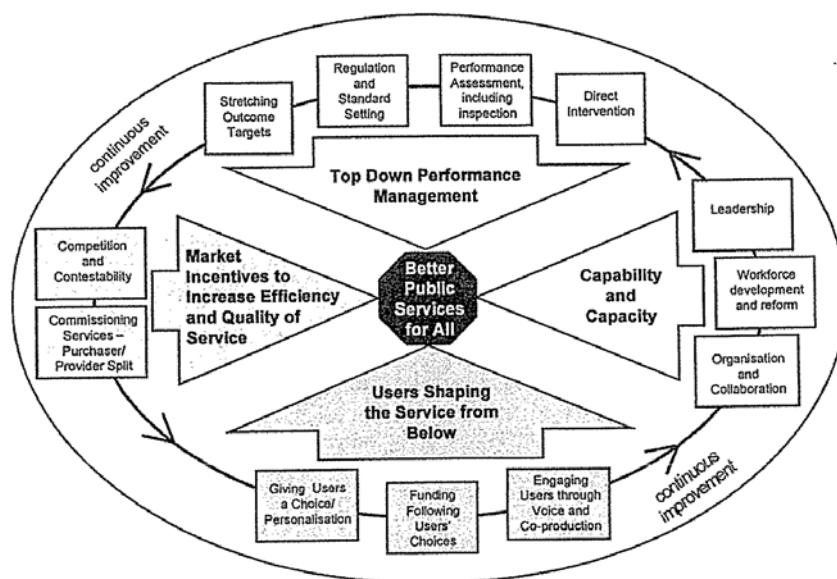 Regulation
and
Standard
Setting
Performance
Assessment,
including
inspection
Stretching
Outcome
Targets
Direct
Intervention
continuous
improvement
Top Down Performance
Management
Leadership
Competition
and
Contestability
Market
Incentives to
Increase Efficiency
and Quality of
Service
Better
Public
Services
for All
Capability
and
Capacity
Workforce
development
and reform
Commissioning
Services –
Purchaser/
Provider Split
Organisation
and
Collaboration
Users Shaping
the Service from
Below
Giving Users
a Choice/
Personalisation
Funding
Following
Users'
Choices
Engaging
Users through
Voice and
Co-production
continuous
improvement